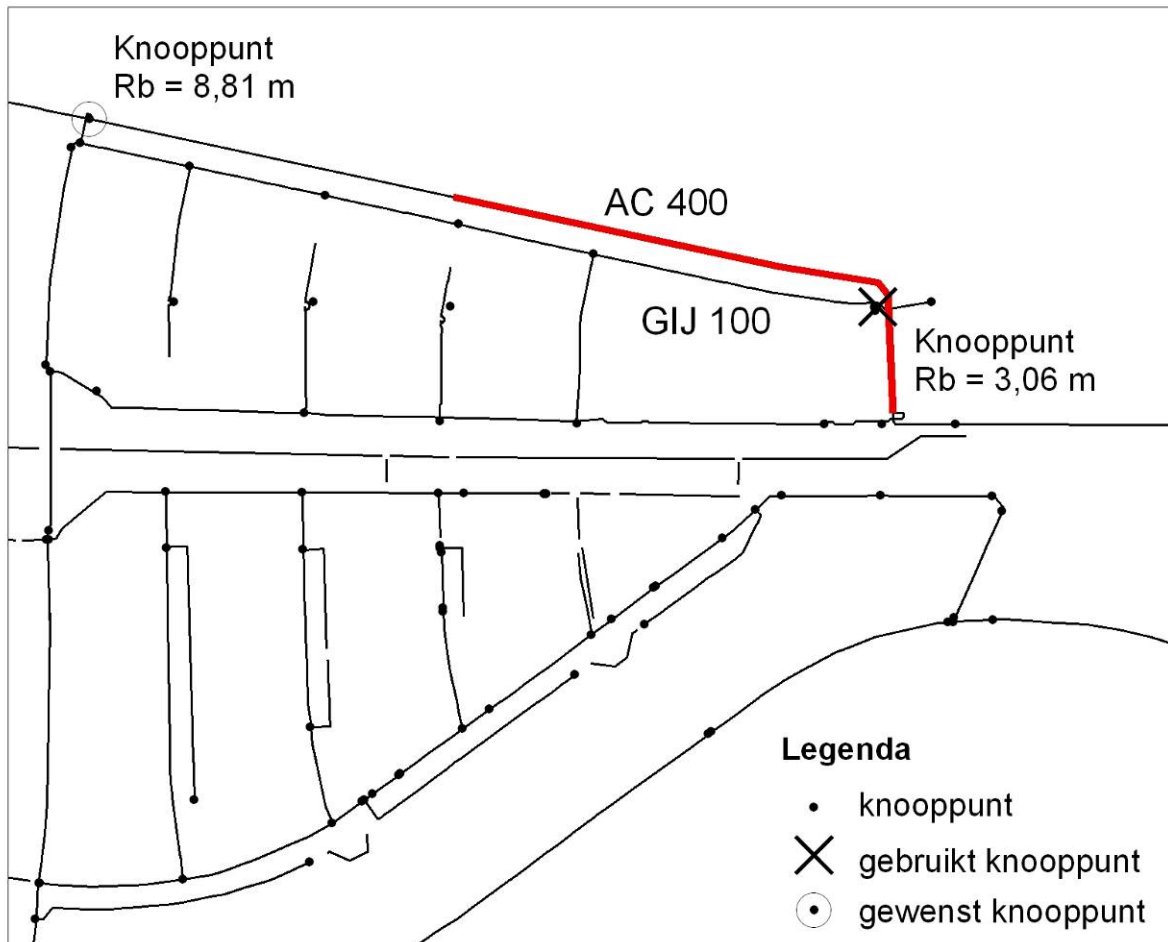 Knooppunt
Rb = 8,81 m
AC 400
GIJ 100
Knooppunt
Rb = 3,06 m
Legenda
knooppunt
gebruikt knooppunt
gewenst knooppunt